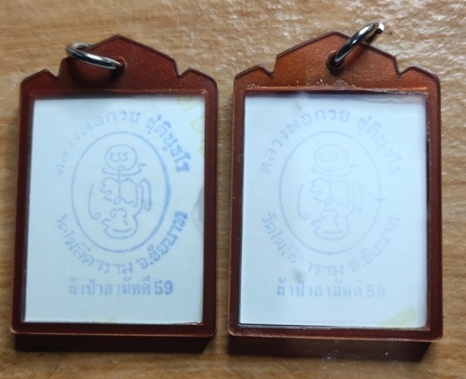 หลวงพ่อกวย ชุตินฺธโร
วัดโฆสิตาราม จ.ชัยนาท
ผ้าป่าสามัคคี 59
หลวงพ่อกวย ชุตินฺธโร
วัดโฆสิตาราม จ.ชัยนาท
ผ้าป่าสามัคคี 59